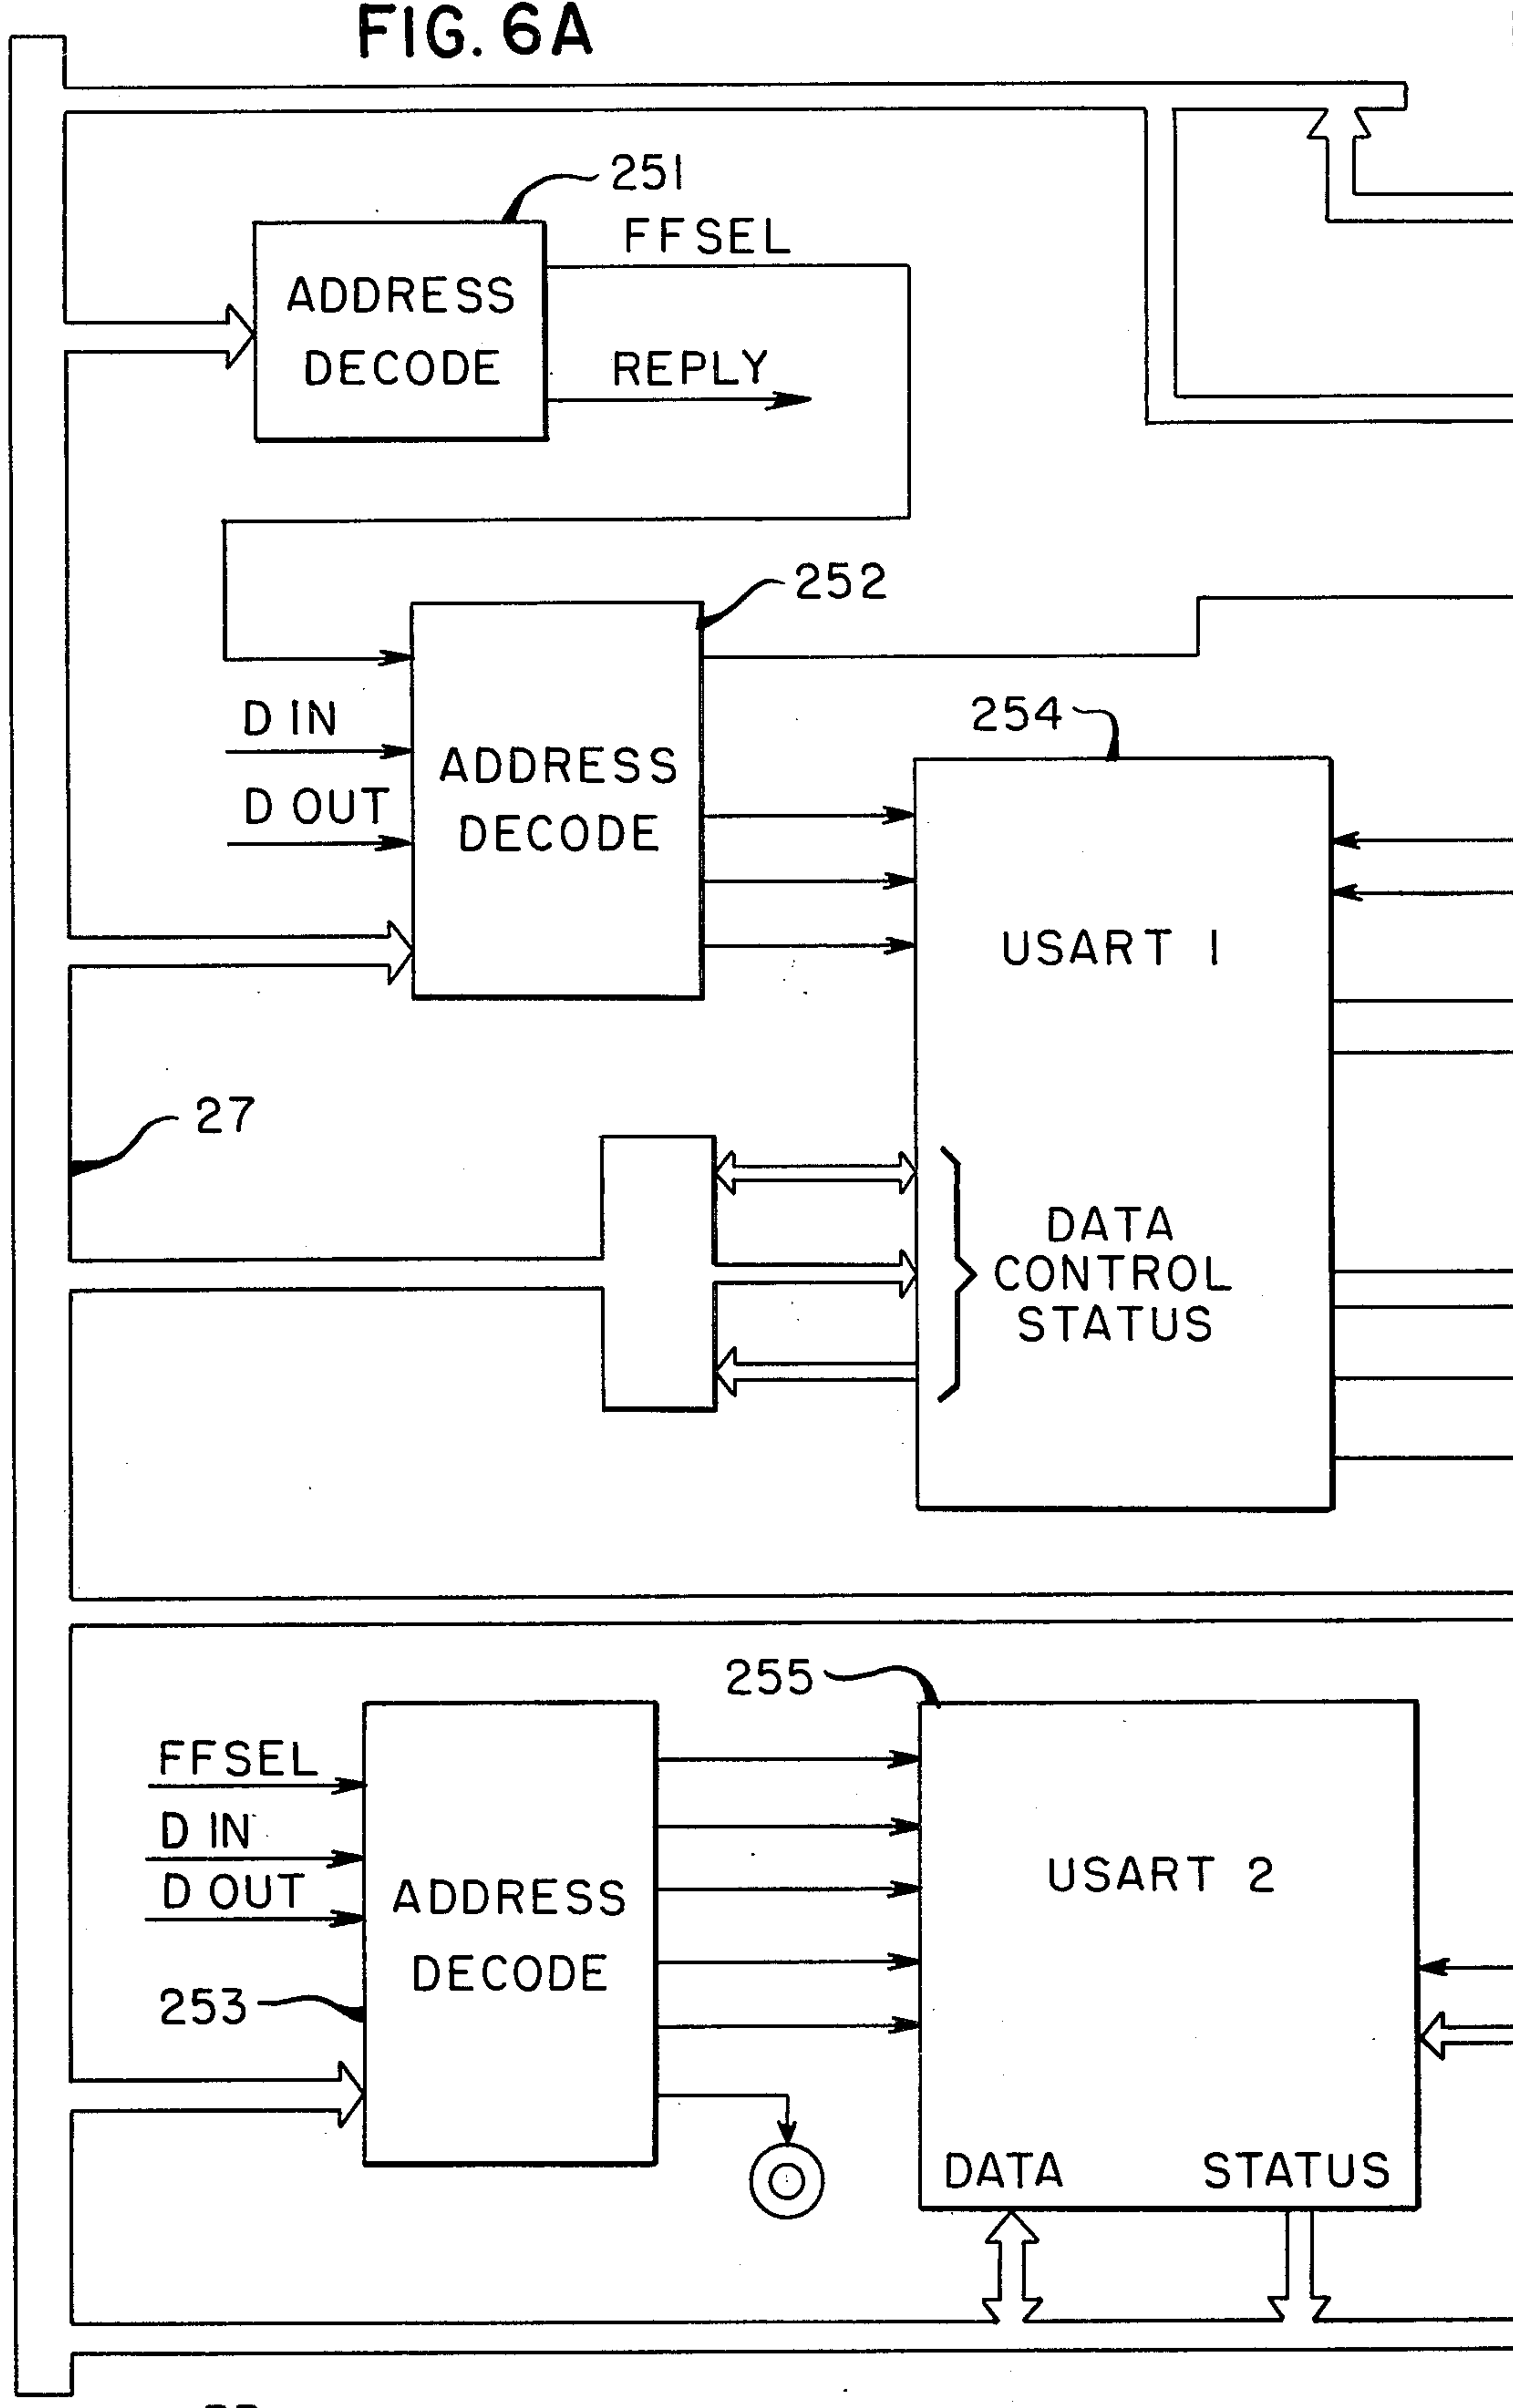 FIG. 6A
251
FFSEL
ADDRESS
DECODE
REPLY
252
D IN
D OUT
ADDRESS
DECODE
254
USART 1
27
DATA
CONTROL
STATUS
255
FFSEL
D IN
D OUT
ADDRESS
DECODE
253
USART 2
DATA
STATUS